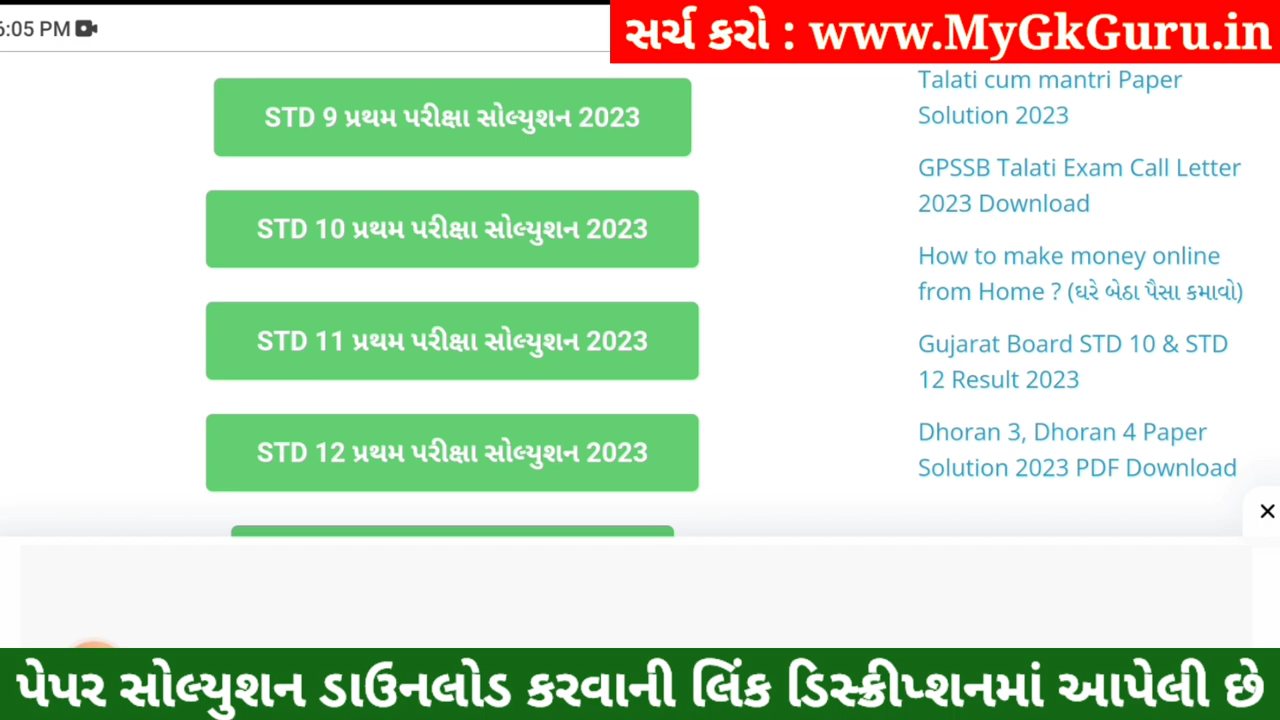 6:05 PM
સર્ચ કરો : www.MyGkGuru.in
STD 9 પ્રથમ પરીક્ષા સોલ્યુશન 2023
STD 10 પ્રથમ પરીક્ષા સોલ્યુશન 2023
STD 11 પ્રથમ પરીક્ષા સોલ્યુશન 2023
STD 12 પ્રથમ પરીક્ષા સોલ્યુશન 2023
Talati cum mantri Paper
Solution 2023
GPSSB Talati Exam Call Letter
2023 Download
How to make money online
from Home ? (ઘરે બેઠા પૈસા કમાવો)
Gujarat Board STD 10 & STD
12 Result 2023
Dhoran 3, Dhoran 4 Paper
Solution 2023 PDF Download
પેપર સોલ્યુશન ડાઉનલોડ કરવાની લિંક ડિસ્ક્રીપ્શનમાં આપેલી છે